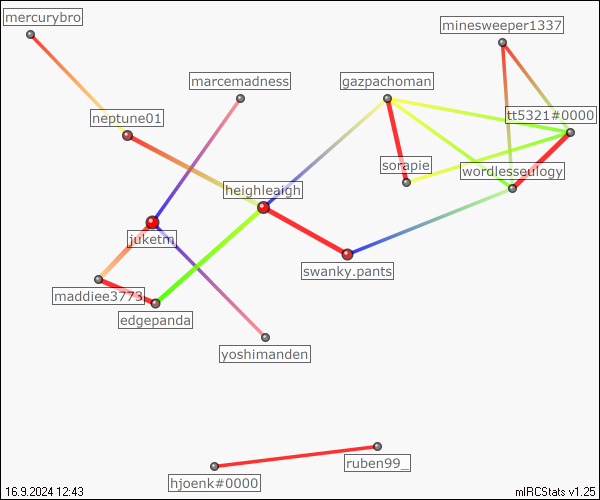 mercurybro
minesweeper1337
marcemadness
gazpachoman
neptune01
tt5321#0000
sorapie
wordlesseulogy
heighleaigh
juketm
swanky.pants
maddiee3773
edgepanda
yoshimanden
ruben99_
hjoenk#0000
16.9.2024 12:43
mIRCStats v1.25